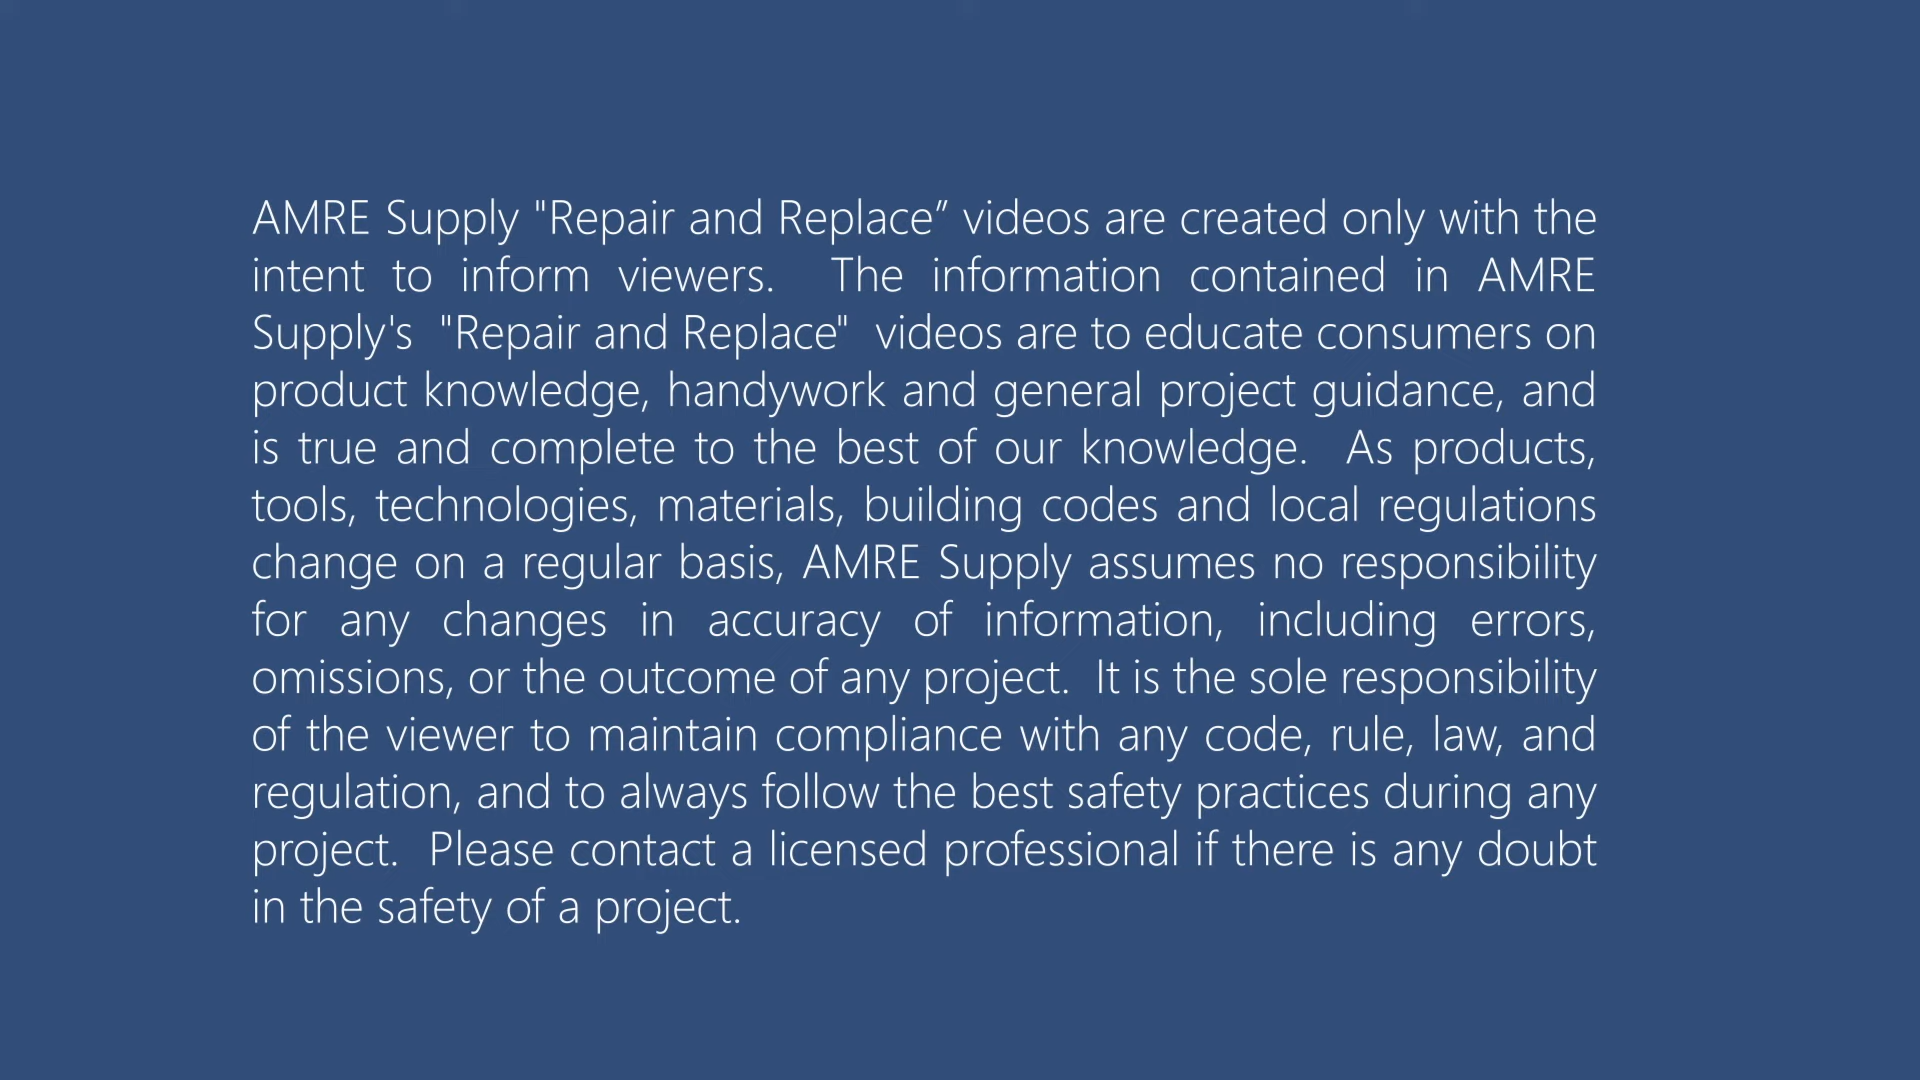 AMRE Supply "Repair and Replace” videos are created only with the
intent to inform viewers. The information contained in AMRE
Supply's "Repair and Replace" videos are to educate consumers on
product knowledge, handywork and general project guidance, and
is true and complete to the best of our knowledge. As products,
tools, technologies, materials, building codes and local regulations
change on a regular basis, AMRE Supply assumes no responsibility
for any changes in accuracy of information, including errors,
omissions, or the outcome of any project. It is the sole responsibility
of the viewer to maintain compliance with any code, rule, law, and
regulation, and to always follow the best safety practices during any
project. Please contact a licensed professional if there is any doubt
in the safety of a project.